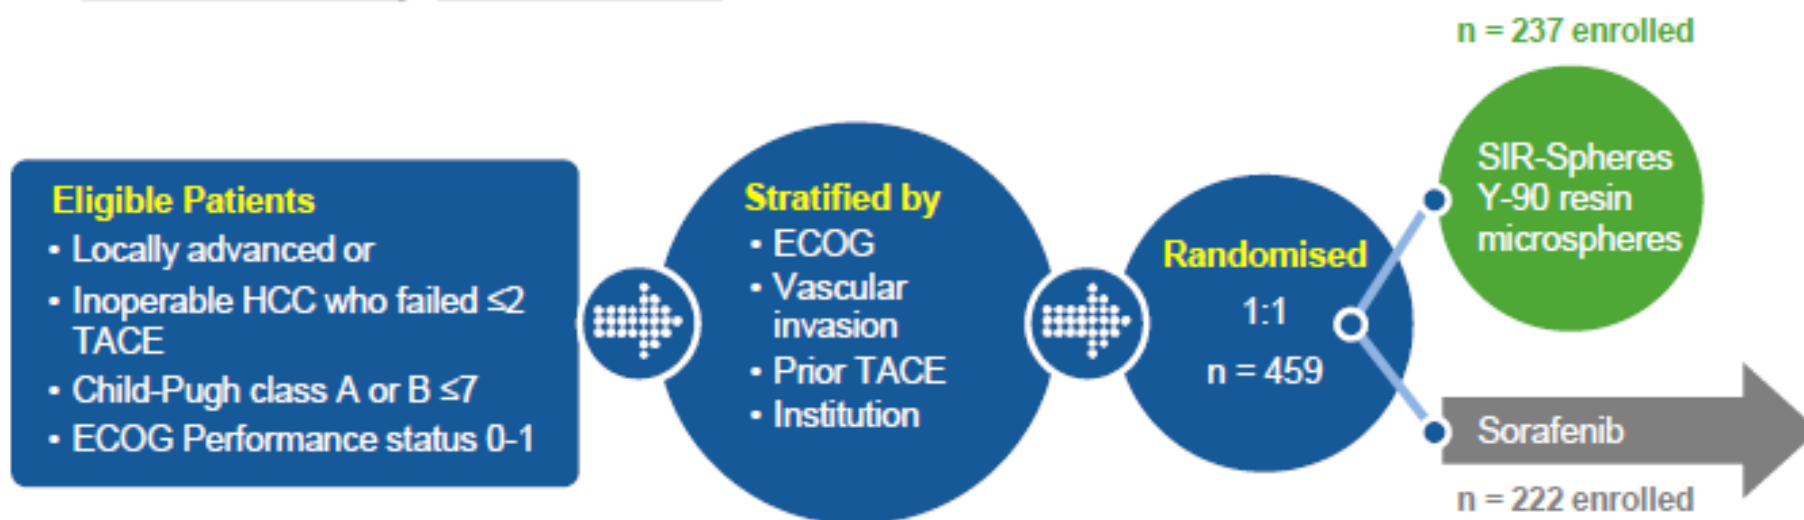 Eligible Patients
• Locally advanced or
• Inoperable HCC who failed ≤2
TACE
• Child-Pugh class A or B ≤7
• ECOG Performance status 0-1
Stratified by
• ECOG
• Vascular
invasion
• Prior TACE
• Institution
Randomised
1:1
n = 459
n = 237 enrolled
SIR-Spheres
Y-90 resin
microspheres
Sorafenib
n = 222 enrolled